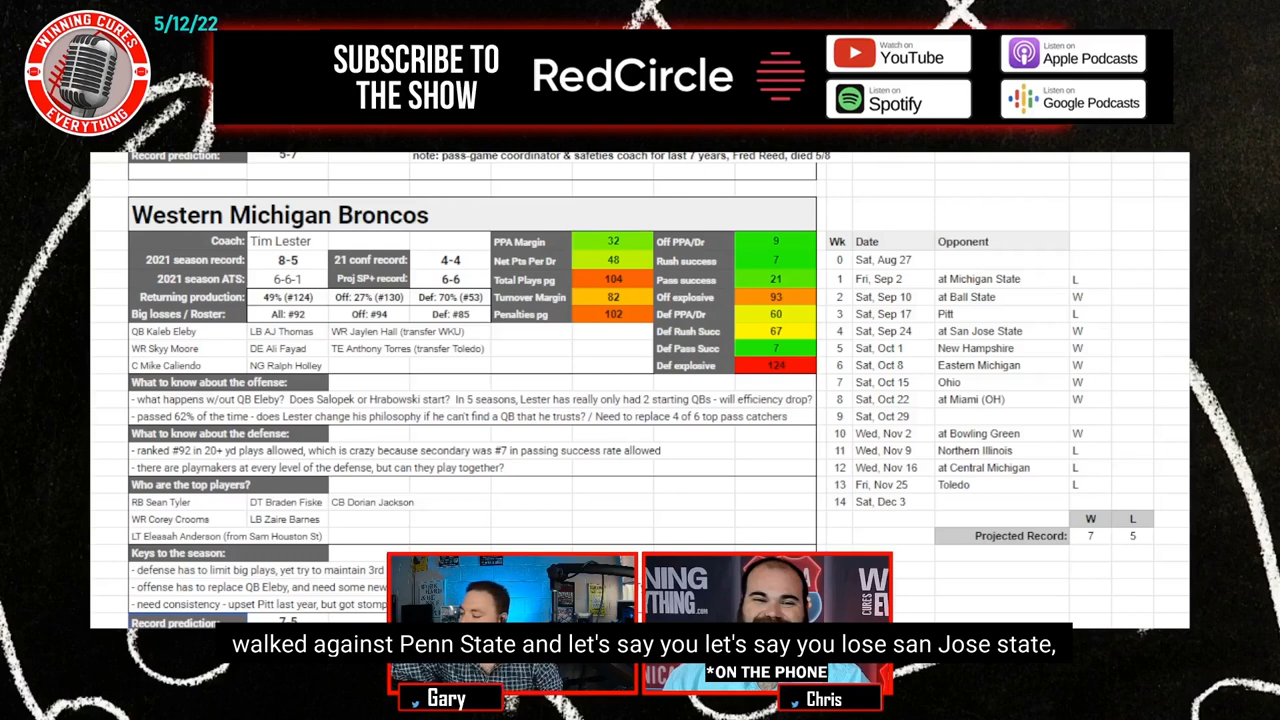 5/12/22
WINNING CURES
EVERYTHING
SUBSCRIBE TO
THE SHOW
RedCircle
Watch on
YouTube
Listen on
Apple Podcasts
Listen on
Spotify
Listen on
Google Podcasts
Record prediction: 5-7 note: pass-game coordinator & safeties coach for last 7 years, Fred Reed, died 5/8
Western Michigan Broncos
Coach: Tim Lester PPA Margin 32 Off PPA/Dr 9
2021 season record: 8-5 21 conf record: 4-4 Net Pts Per Dr 48 Rush success 7
2021 season ATS: 6-6-1 Proj SP+ record: 6-6 Total Plays pg 104 Pass success 21
Returning production: 49% (#124) Off: 27% (#130) Def: 70% (#53) Turnover Margin 82 Off explosive 93
Big losses / Roster: All: #92 Off: #94 Def: #85 Penalties pg 102 Def PPA/Dr 60
QB Kaleb Eleby LB AJ Thomas WR Jaylen Hall (transfer WKU) Def Rush Succ 67
WR Skyy Moore DE Ali Fayad TE Anthony Torres (transfer Toledo) Def Pass Succ 7
C Mike Caliendo NG Ralph Holley Def explosive 124
What to know about the offense:
- what happens w/out QB Eleby? Does Salopek or Hrabowski start? In 5 seasons, Lester has really only had 2 starting QBs - will efficiency drop?
- passed 62% of the time - does Lester change his philosophy if he can't find a QB that he trusts? / Need to replace 4 of 6 top pass catchers
What to know about the defense:
- ranked #92 in 20+ yd plays allowed, which is crazy because secondary was #7 in passing success rate allowed
- there are playmakers at every level of the defense, but can they play together?
Who are the top players?
RB Sean Tyler DT Braden Fiske CB Dorian Jackson
WR Corey Crooms LB Zaire Barnes
LT Eleasah Anderson (from Sam Houston St)
Keys to the season:
- defense has to limit big plays, yet try to maintain 3rd
- offense has to replace QB Eleby, and need some new
- need consistency - upset Pitt last year, but got stomp
Record prediction: 7-5
Wk Date Opponent
0 Sat, Aug 27
1 Fri, Sep 2 at Michigan State L
2 Sat, Sep 10 at Ball State W
3 Sat, Sep 17 Pitt L
4 Sat, Sep 24 at San Jose State W
5 Sat, Oct 1 New Hampshire W
6 Sat, Oct 8 Eastern Michigan W
7 Sat, Oct 15 Ohio W
8 Sat, Oct 22 at Miami (OH) W
9 Sat, Oct 29
10 Wed, Nov 2 at Bowling Green W
11 Wed, Nov 9 Northern Illinois L
12 Wed, Nov 16 at Central Michigan L
13 Fri, Nov 25 Toledo L
14 Sat, Dec 3
W L
Projected Record: 7 5
walked against Penn State and let's say you let's say you lose san Jose state,
*ON THE PHONE
Gary
Chris